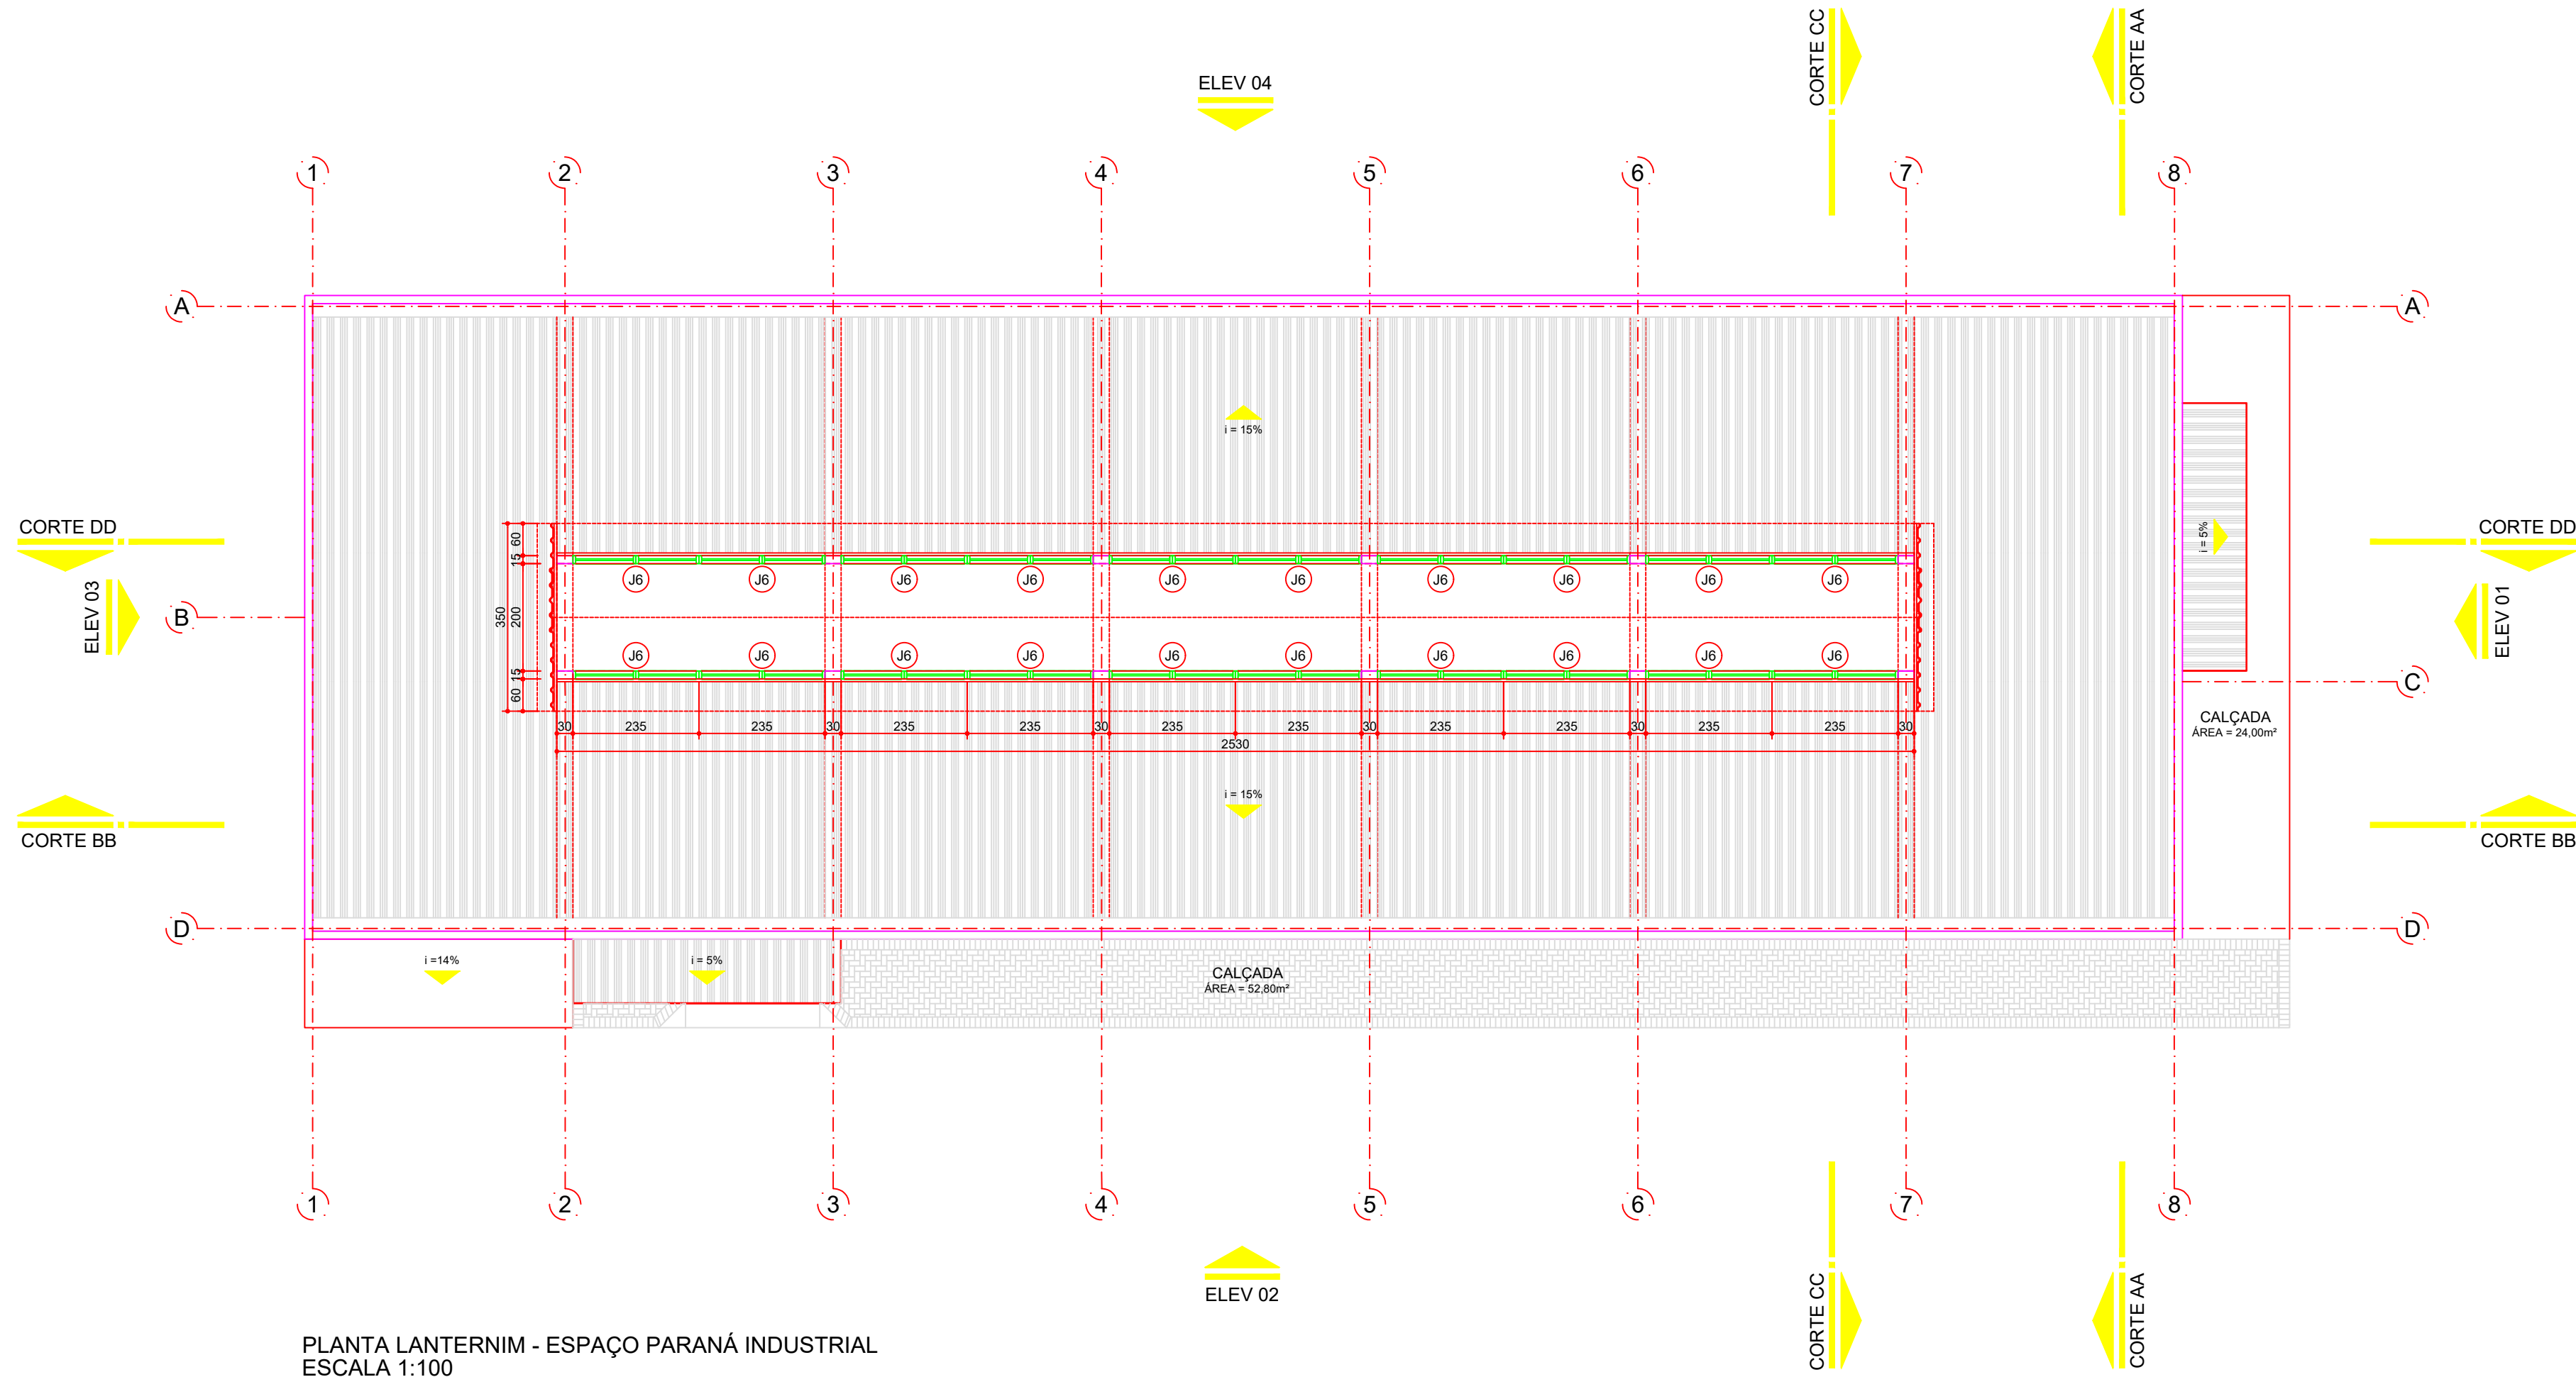 CORTE CC
CORTE AA
ELEV 04
1 2 3 4 5 6 7 8
A A
i = 15%
CORTE DD CORTE DD
i = 5%
60
15
J6 J6 J6 J6 J6 J6 J6 J6 J6 J6
ELEV 03
B
350
200
ELEV 01
J6 J6 J6 J6 J6 J6 J6 J6 J6 J6
15
60
C
30 235 235 30 235 235 30 235 235 30 235 235 30 235 235 30
2530
CALÇADA
ÁREA = 24,00m²
i = 15%
CORTE BB CORTE BB
D D
i =14%
i = 5%
CALÇADA
ÁREA = 52,80m²
1 2 3 4 5 6 7 8
ELEV 02
CORTE CC
CORTE AA
PLANTA LANTERNIM - ESPAÇO PARANÁ INDUSTRIAL
ESCALA 1:100